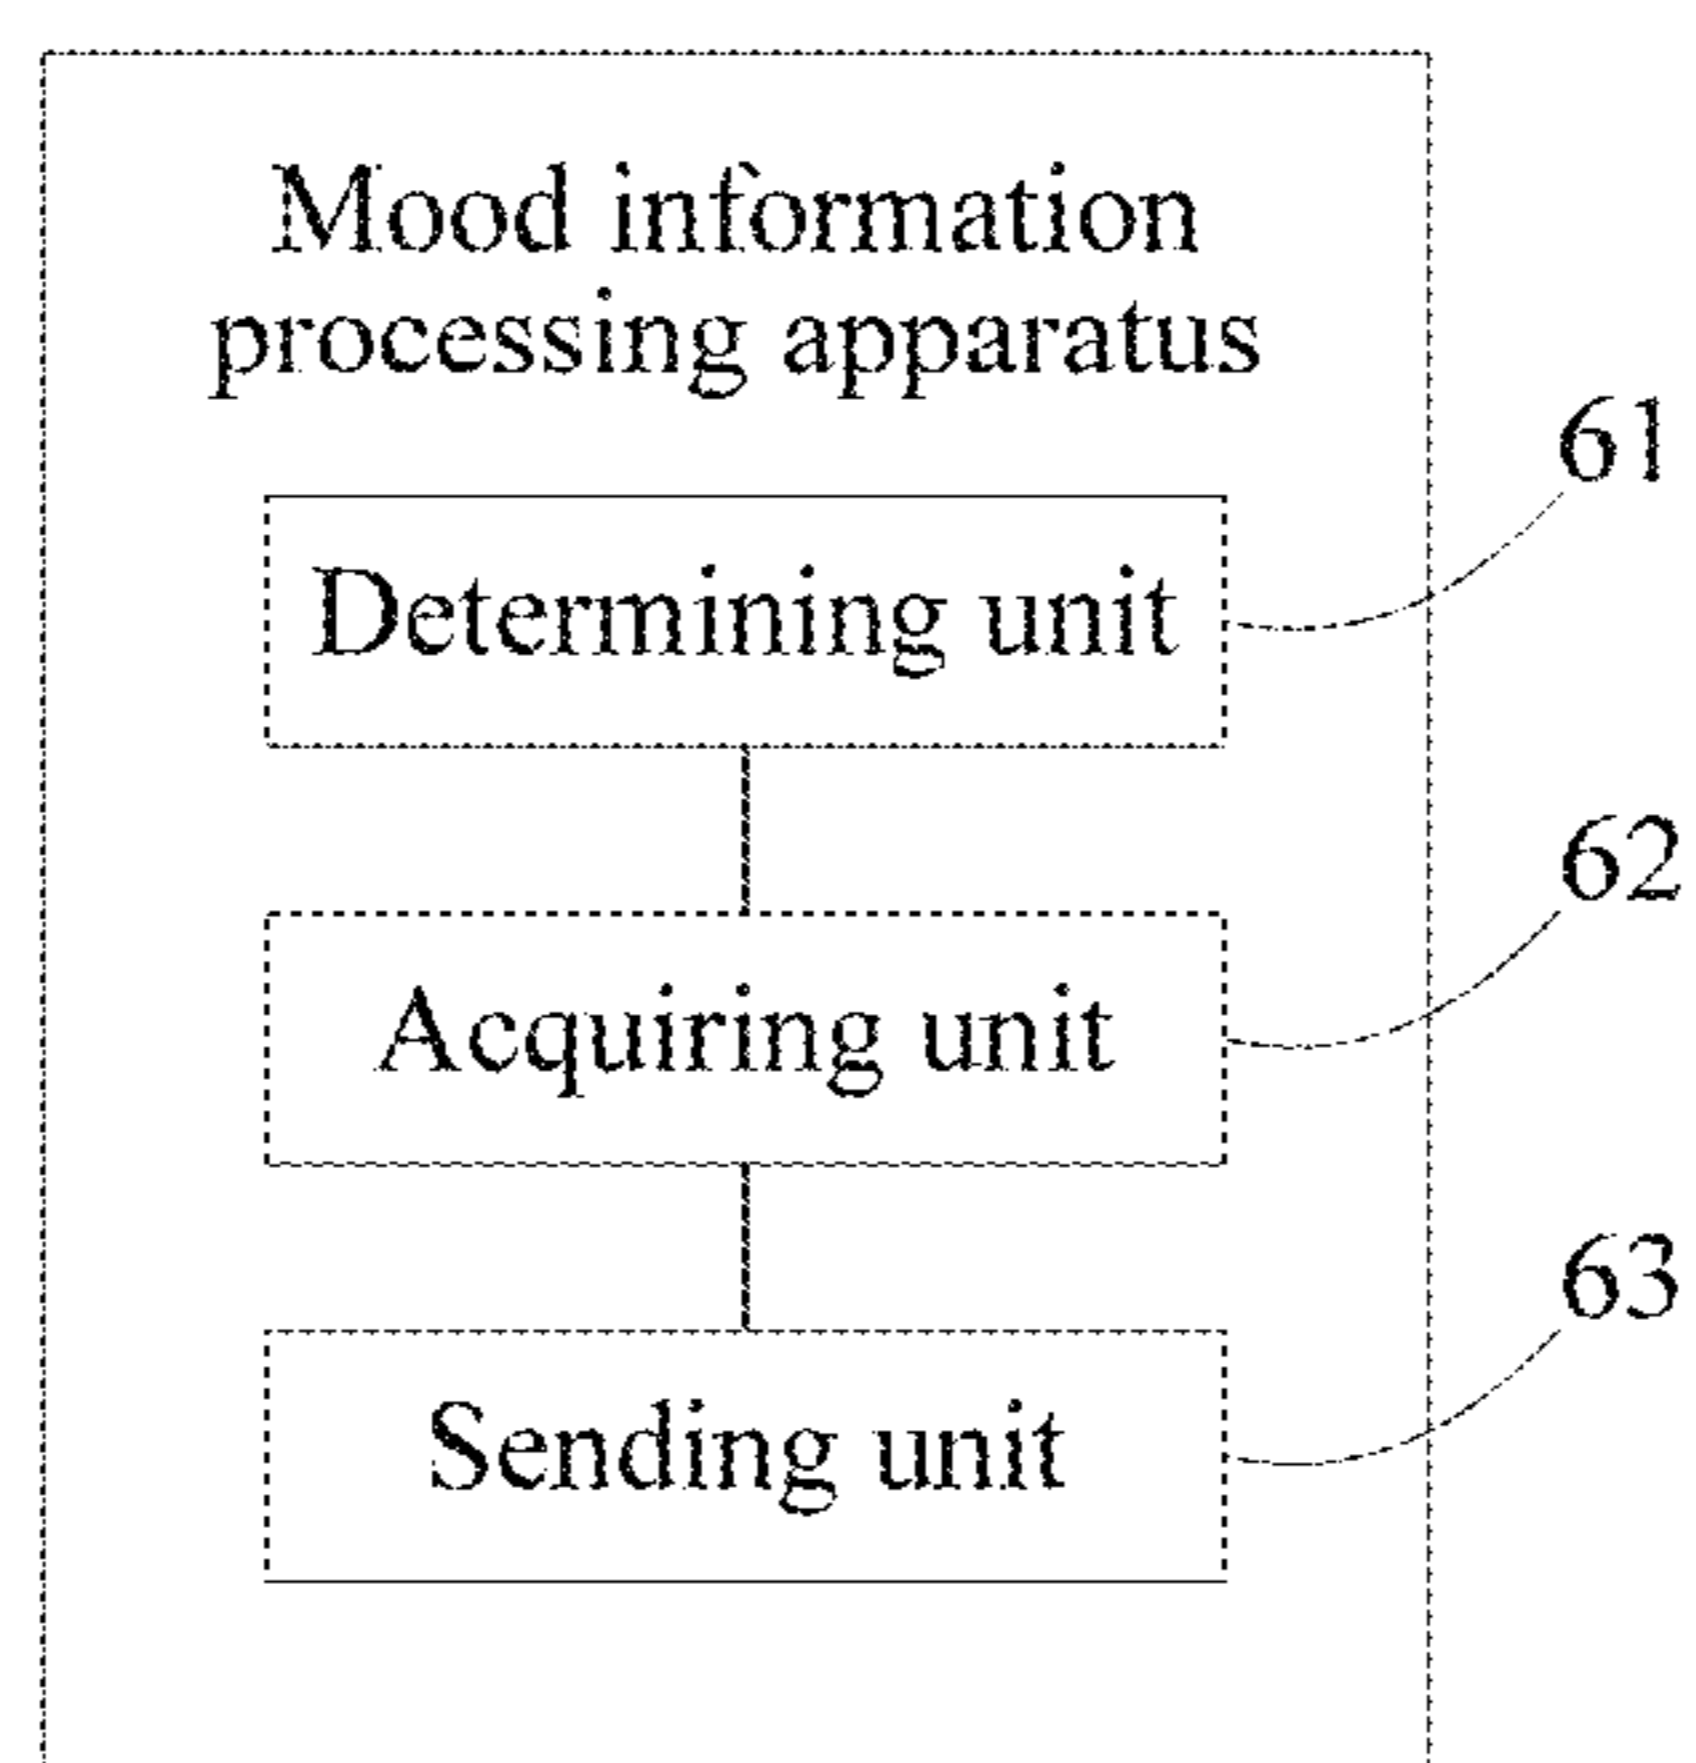 Mood information
processing apparatus
61
Determining unit
62
Acquiring unit
63
Sending unit